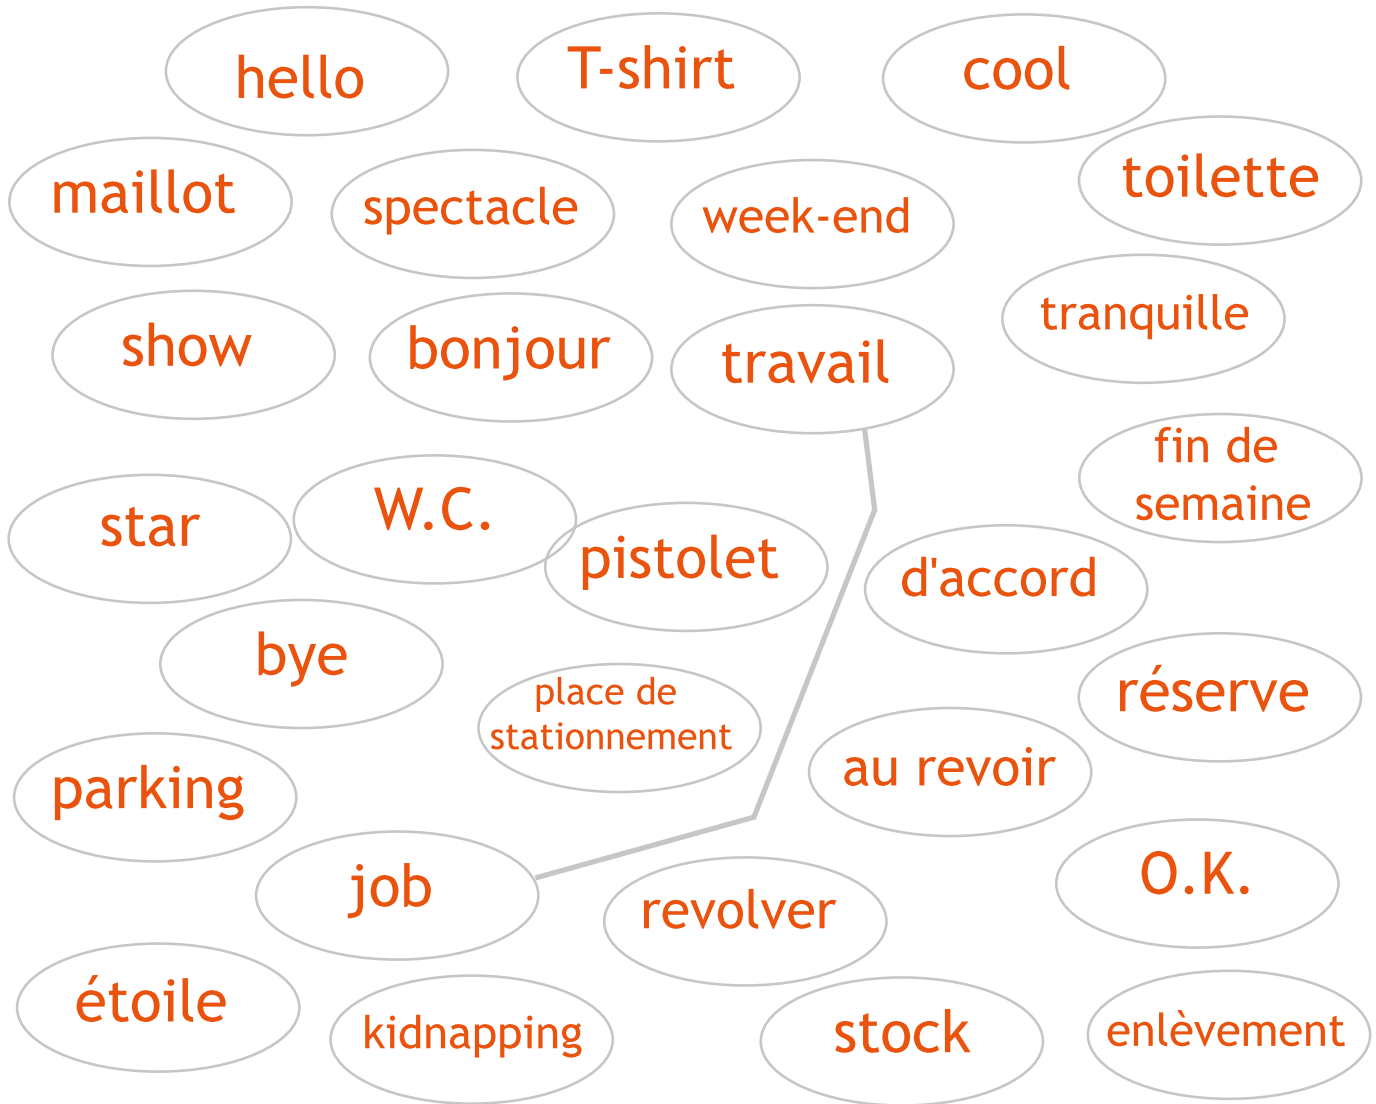 hello
T-shirt
cool
maillot
spectacle
week-end
toilette
show
bonjour
travail
tranquille
star
W.C.
pistolet
d'accord
fin de
semaine
bye
place de
stationnement
réserve
parking
au revoir
job
revolver
O.K.
étoile
kidnapping
stock
enlèvement